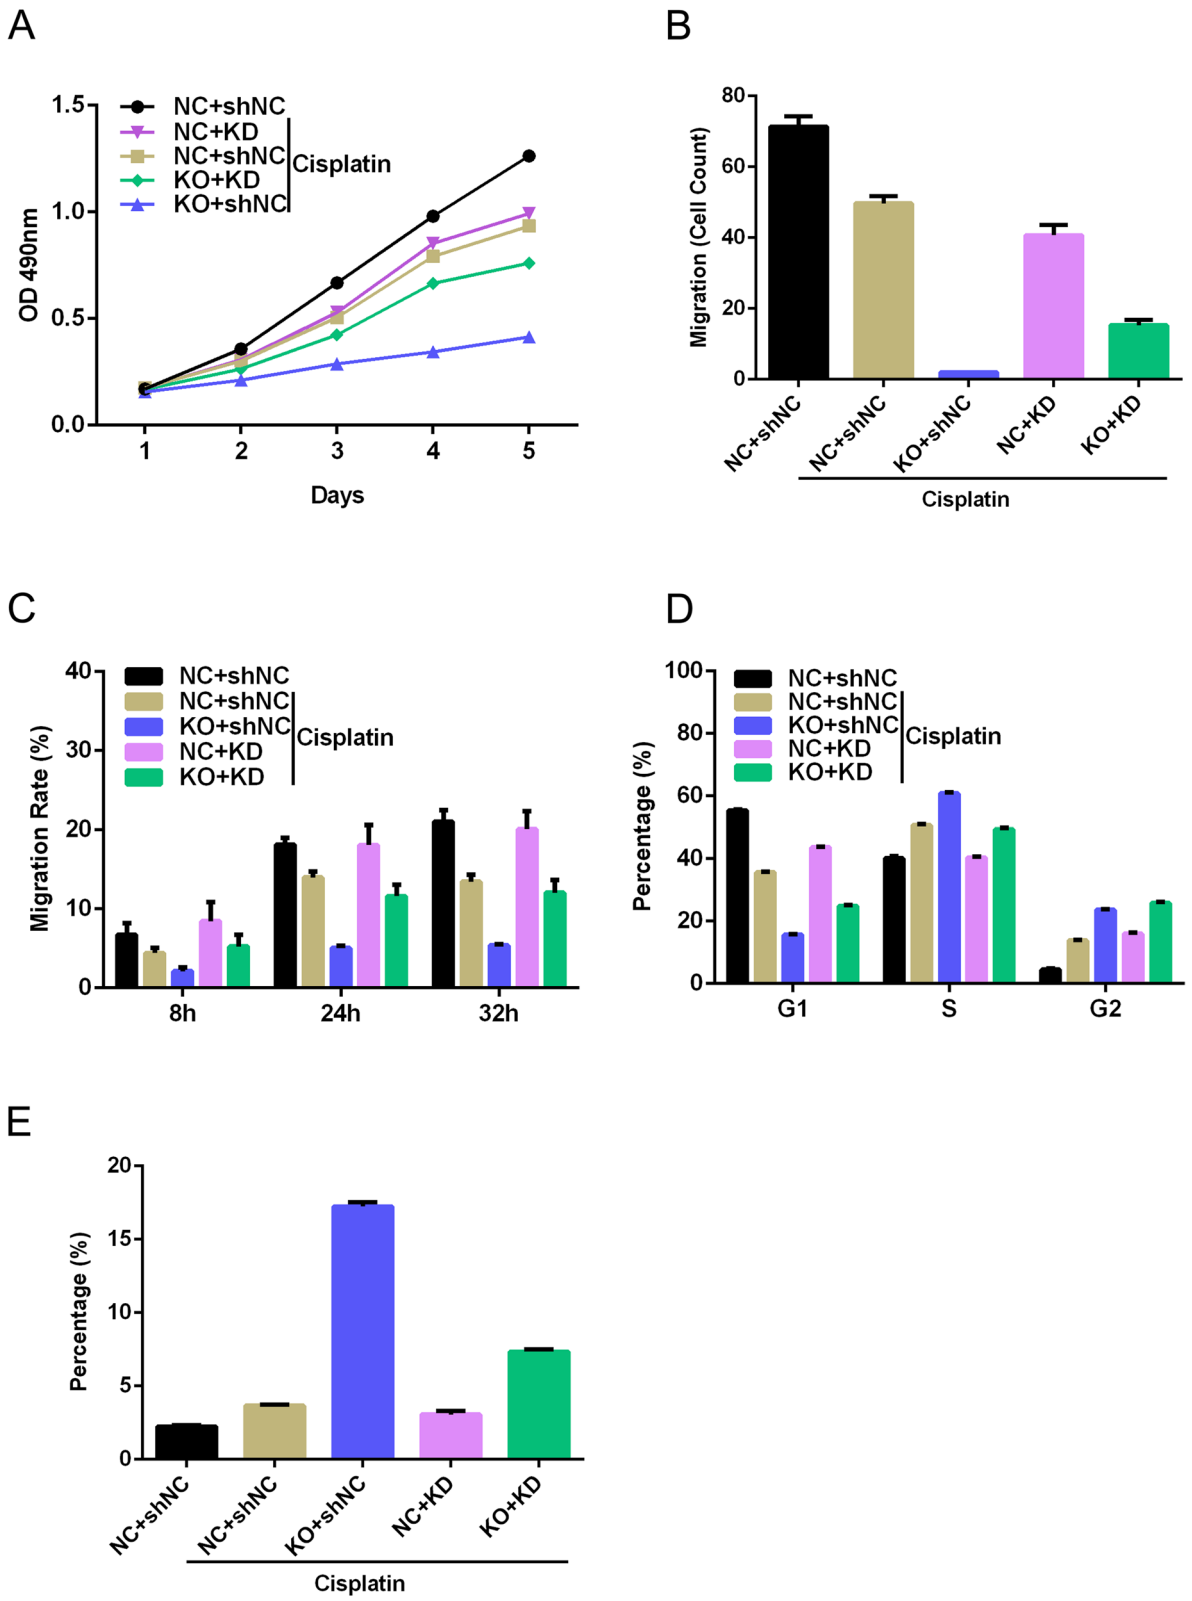 A
1.5
1.0
0.5
0.0
OD 490nm
NC+shNC
NC+KD
NC+shNC
KO+KD
KO+shNC
Cisplatin
1 2 3 4 5
Days
B
80
60
40
20
0
Migration (Cell Count)
NC+shNC
NC+shNC
KO+shNC
NC+KD
KO+KD
Cisplatin
C
40
30
20
10
0
Migration Rate (%)
NC+shNC
NC+shNC
KO+shNC
NC+KD
KO+KD
Cisplatin
8h 24h 32h
D
100
80
60
40
20
0
Percentage (%)
NC+shNC
NC+shNC
KO+shNC
NC+KD
KO+KD
Cisplatin
G1 S G2
E
20
15
10
5
0
Percentage (%)
NC+shNC
NC+shNC
KO+shNC
NC+KD
KO+KD
Cisplatin